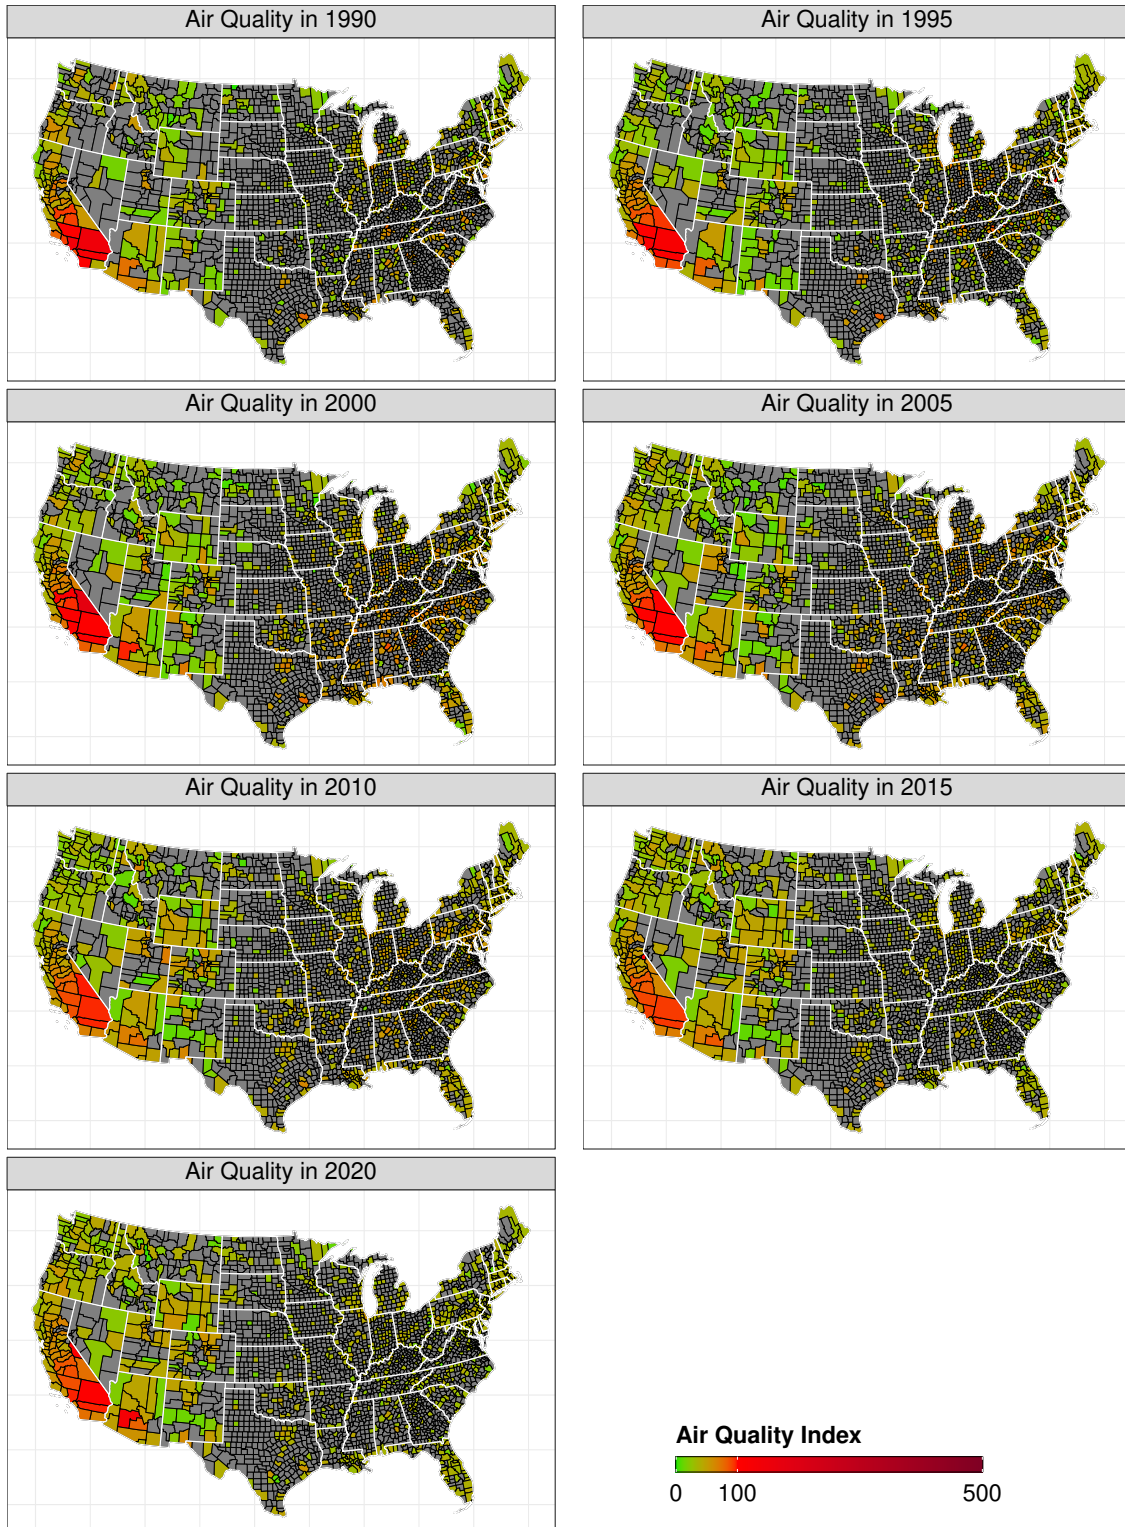 Air Quality in 1990
Air Quality in 1995
Air Quality in 2000
Air Quality in 2005
Air Quality in 2010
Air Quality in 2015
Air Quality in 2020
Air Quality Index
0 100 500